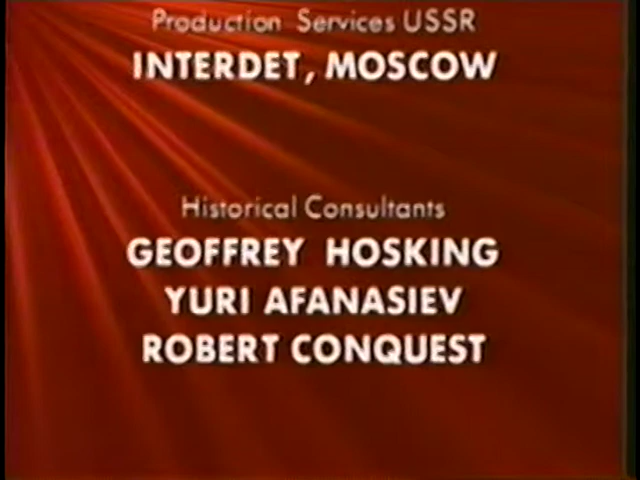 Production Services USSR
INTERDET, MOSCOW
Historical Consultants
GEOFFREY HOSKING
YURI AFANASIEV
ROBERT CONQUEST